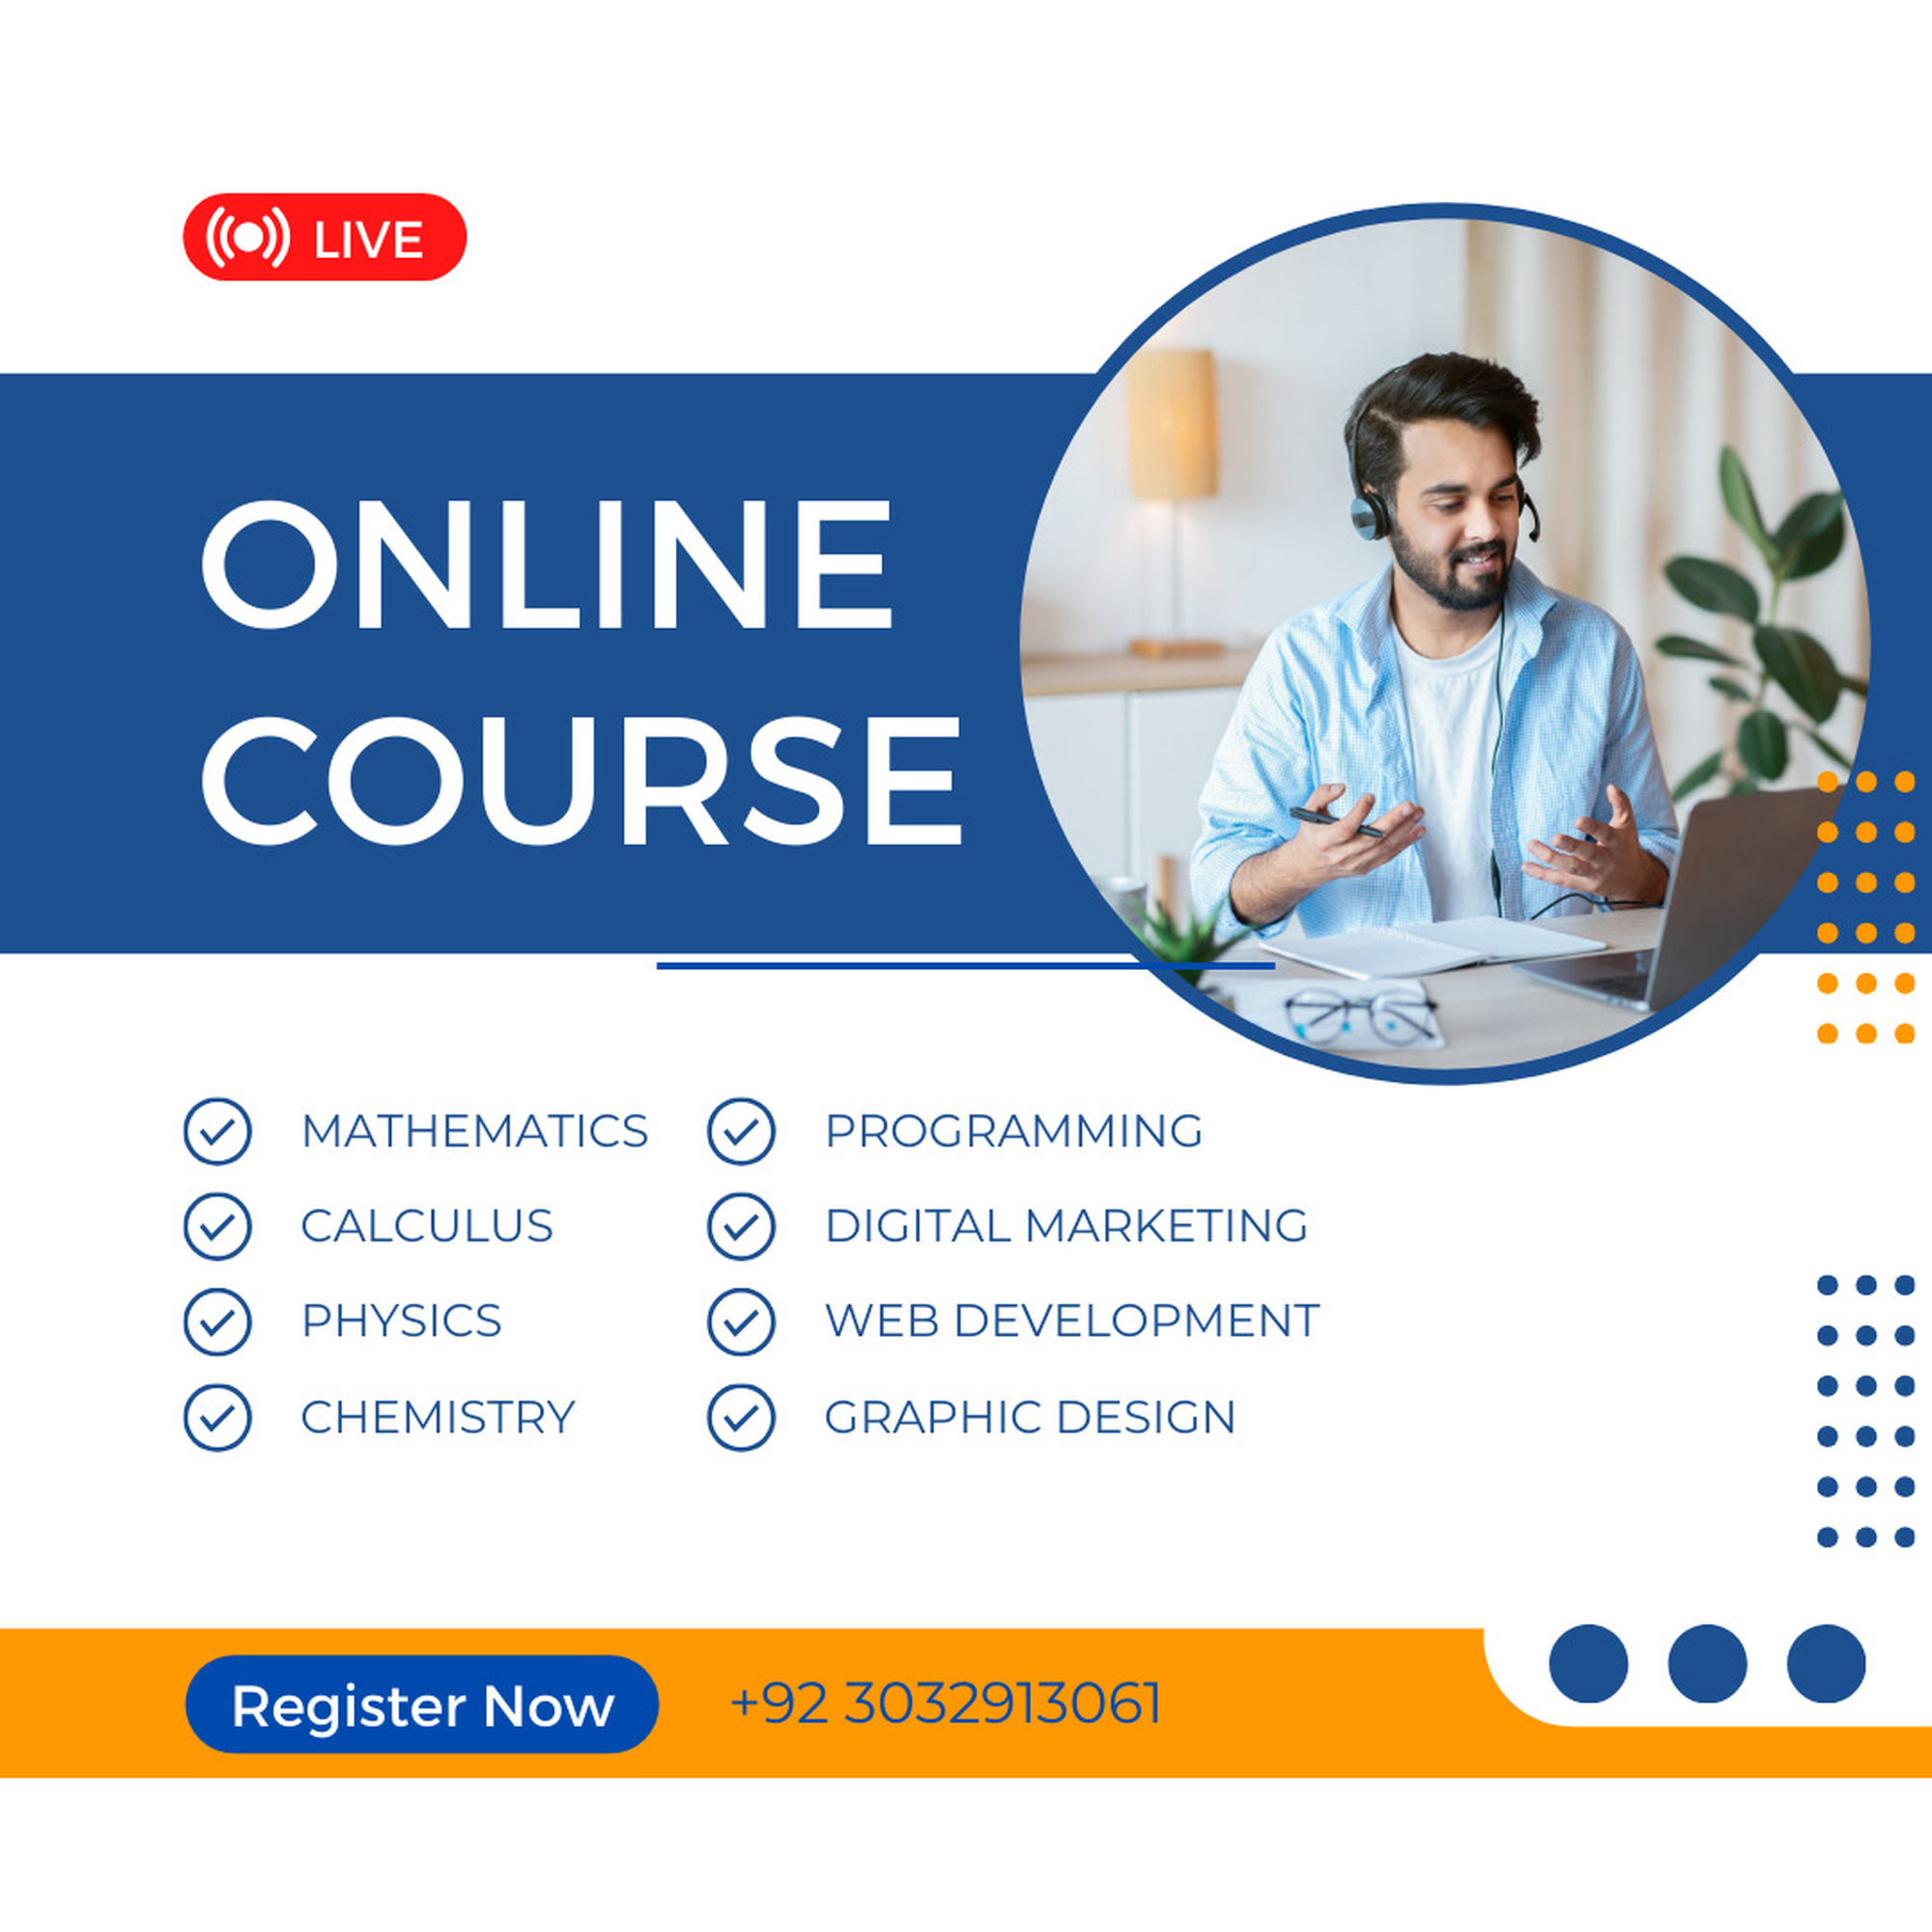 LIVE
ONLINE
COURSE
MATHEMATICS
CALCULUS
PHYSICS
CHEMISTRY
PROGRAMMING
DIGITAL MARKETING
WEB DEVELOPMENT
GRAPHIC DESIGN
Register Now
+92 3032913061